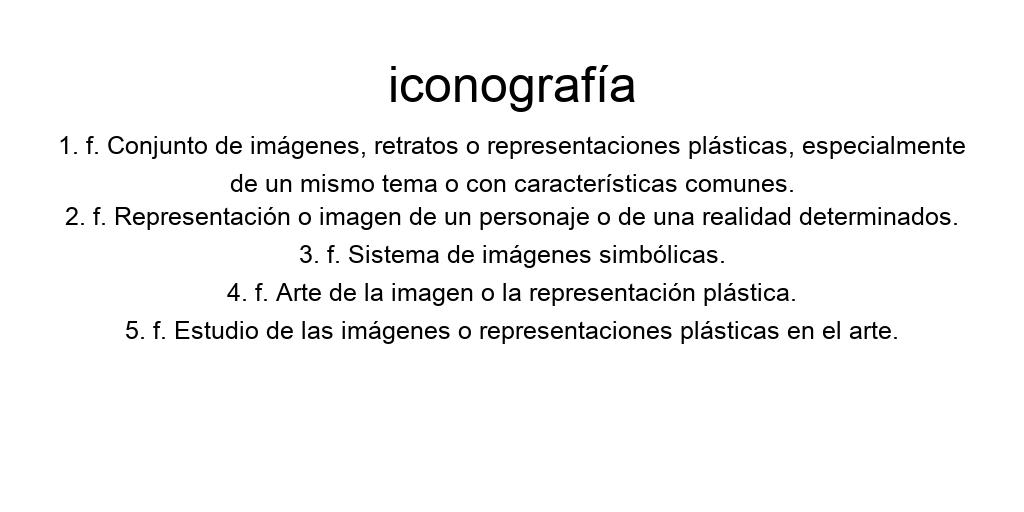 iconografía
1. f. Conjunto de imágenes, retratos o representaciones plásticas, especialmente
de un mismo tema o con características comunes.
2. f. Representación o imagen de un personaje o de una realidad determinados.
3. f. Sistema de imágenes simbólicas.
4. f. Arte de la imagen o la representación plástica.
5. f. Estudio de las imágenes o representaciones plásticas en el arte.